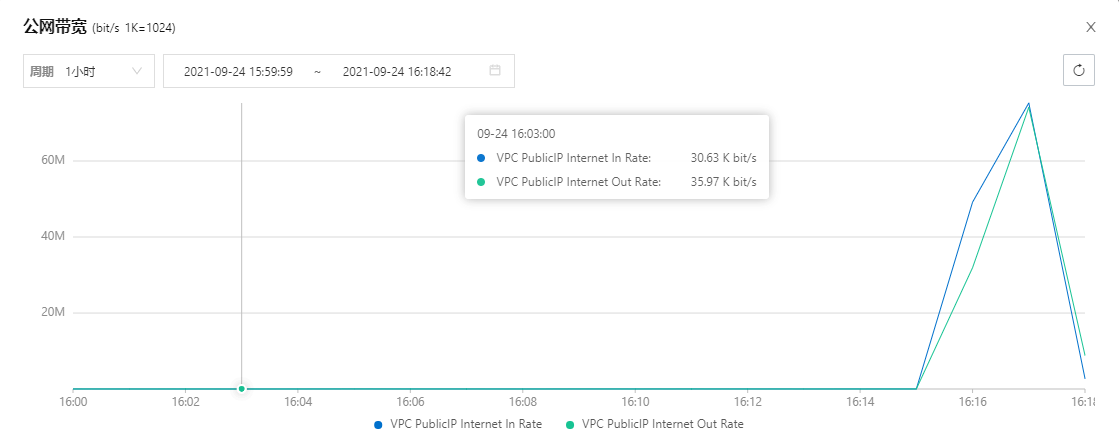 公网带宽 (bit/s 1K=1024)
周期 1小时 2021-09-24 15:59:59 ~ 2021-09-24 16:18:42
09-24 16:03:00
VPC PublicIP Internet In Rate: 30.63 K bit/s
VPC PublicIP Internet Out Rate: 35.97 K bit/s
60M
40M
20M
16:00 16:02 16:04 16:06 16:08 16:10 16:12 16:14 16:16 16:18
VPC PublicIP Internet In Rate VPC PublicIP Internet Out Rate